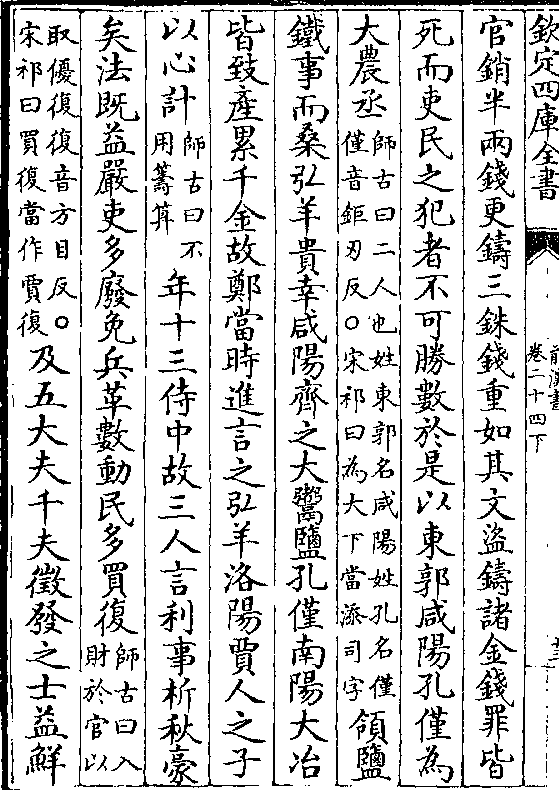 欽定四庫全書
前漢書
卷二十四下
官銷半兩錢更鑄三銖錢重如其文盜鑄諸金錢罪皆
死而吏民之犯者不可勝數於是以東郭咸陽孔僅為
大農丞師古曰二人也姓東郭名咸陽姓孔名僅僅音鉅刃反○宋祁曰為大下當添司字領鹽
鐵事而桑弘羊貴幸咸陽齊之大鬻鹽孔僅南陽大冶
皆致產累千金故鄭當時進言之弘羊洛陽賈人之子
以心計師古曰不用籌筭年十三侍中故三人言利事析秋豪
矣法既益嚴吏多廢免兵革數動民多買復師古曰入財於官以
取優復復音方目反○宋祁曰買復當作賈復及五大夫千夫徵發之士益鮮